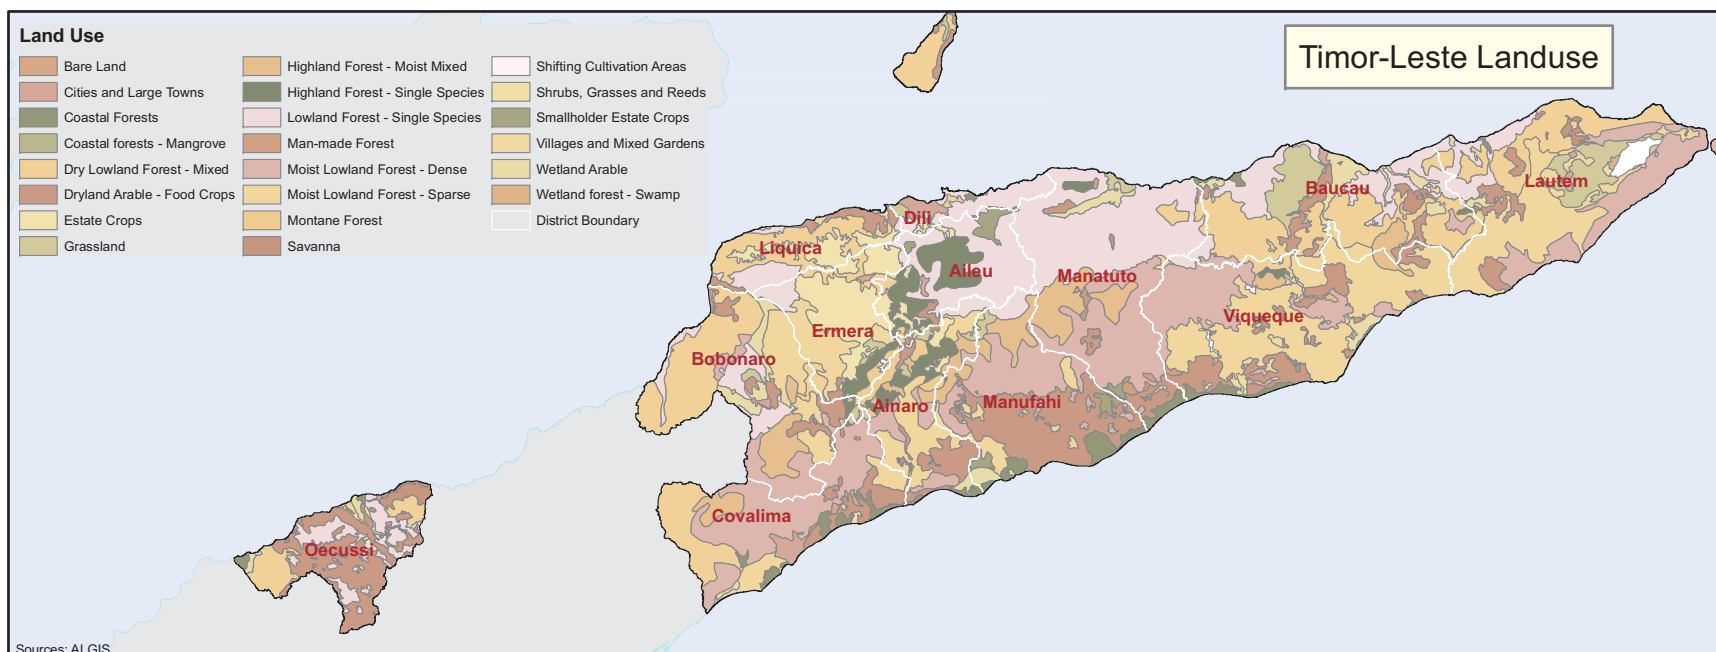 Timor-Leste Landuse
Land Use
Bare Land
Cities and Large Towns
Coastal Forests
Coastal forests - Mangrove
Dry Lowland Forest - Mixed
Dryland Arable - Food Crops
Estate Crops
Grassland
Highland Forest - Moist Mixed
Highland Forest - Single Species
Lowland Forest - Single Species
Man-made Forest
Moist Lowland Forest - Dense
Moist Lowland Forest - Sparse
Montane Forest
Savanna
Shifting Cultivation Areas
Shrubs, Grasses and Reeds
Smallholder Estate Crops
Villages and Mixed Gardens
Wetland Arable
Wetland forest - Swamp
District Boundary
Lautem
Baucau
Dili
Liquica
Aileu
Manatuto
Viqueque
Ermera
Bobonaro
Ainaro
Manufahi
Covalima
Oecussi
Sources: ALGIS